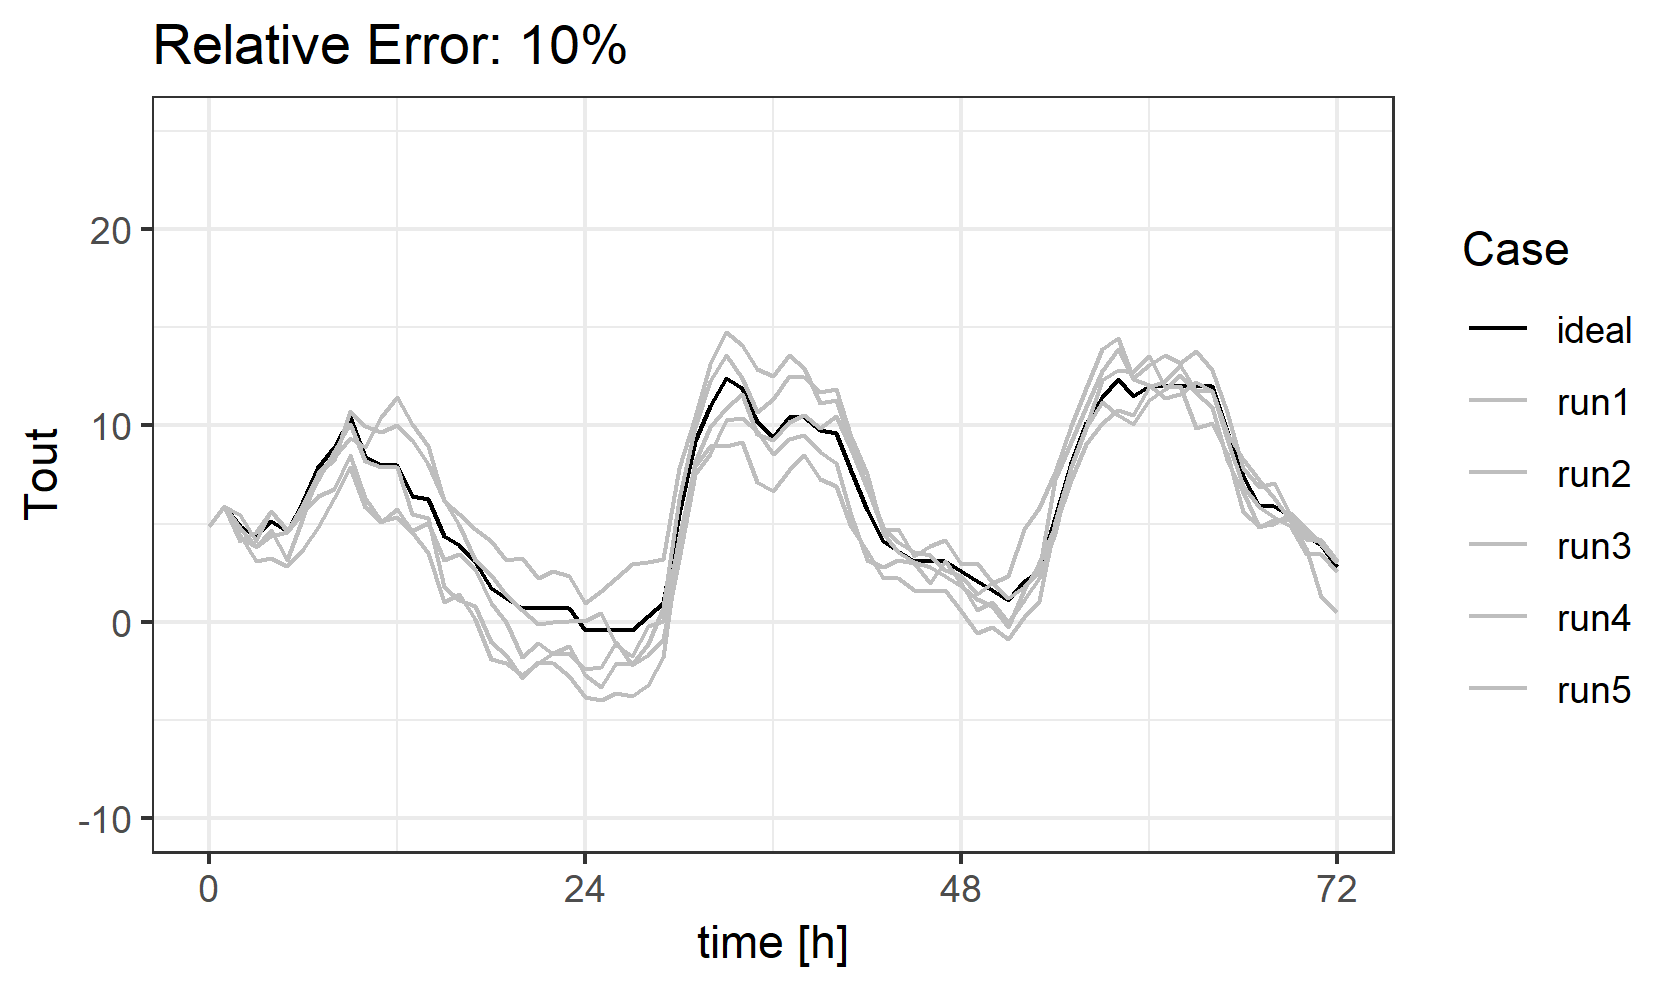 Relative Error: 10%
Tout
20
10
0
-10
0
24
48
72
time [h]
Case
ideal
run1
run2
run3
run4
run5